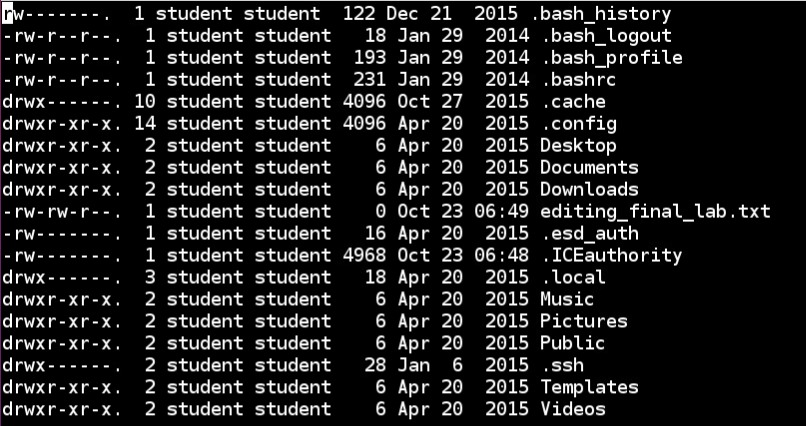 rw-------.  1 student student  122 Dec 21  2015 .bash_history
-rw-r--r--.  1 student student   18 Jan 29  2014 .bash_logout
-rw-r--r--.  1 student student  193 Jan 29  2014 .bash_profile
-rw-r--r--.  1 student student  231 Jan 29  2014 .bashrc
drwx------. 10 student student 4096 Oct 27  2015 .cache
drwxr-xr-x. 14 student student 4096 Apr 20  2015 .config
drwxr-xr-x.  2 student student    6 Apr 20  2015 Desktop
drwxr-xr-x.  2 student student    6 Apr 20  2015 Documents
drwxr-xr-x.  2 student student    6 Apr 20  2015 Downloads
-rw-rw-r--.  1 student student    0 Oct 23 06:49 editing_final_lab.txt
-rw-------.  1 student student   16 Apr 20  2015 .esd_auth
-rw-------.  1 student student 4968 Oct 23 06:48 .ICEauthority
drwx------.  3 student student   18 Apr 20  2015 .local
drwxr-xr-x.  2 student student    6 Apr 20  2015 Music
drwxr-xr-x.  2 student student    6 Apr 20  2015 Pictures
drwxr-xr-x.  2 student student    6 Apr 20  2015 Public
drwx------.  2 student student   28 Jan  6  2015 .ssh
drwxr-xr-x.  2 student student    6 Apr 20  2015 Templates
drwxr-xr-x.  2 student student    6 Apr 20  2015 Videos